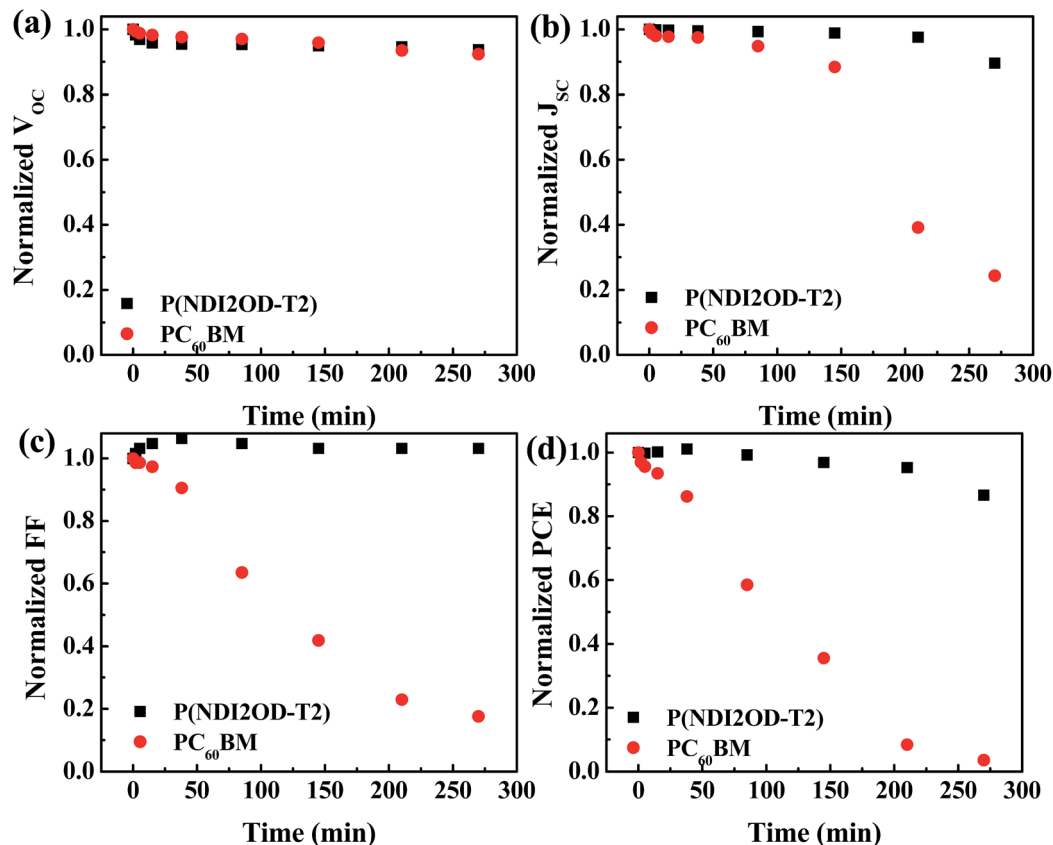 (a)
1.0
0.8
0.6
0.4
0.2
0.0
Normalized V_OC
P(NDI2OD-T2)
PC₆₀BM
0 50 100 150 200 250 300
Time (min)
(b)
1.0
0.8
0.6
0.4
0.2
0.0
Normalized J_SC
P(NDI2OD-T2)
PC₆₀BM
0 50 100 150 200 250 300
Time (min)
(c)
1.0
0.8
0.6
0.4
0.2
0.0
Normalized FF
P(NDI2OD-T2)
PC₆₀BM
0 50 100 150 200 250 300
Time (min)
(d)
1.0
0.8
0.6
0.4
0.2
0.0
Normalized PCE
P(NDI2OD-T2)
PC₆₀BM
0 50 100 150 200 250 300
Time (min)